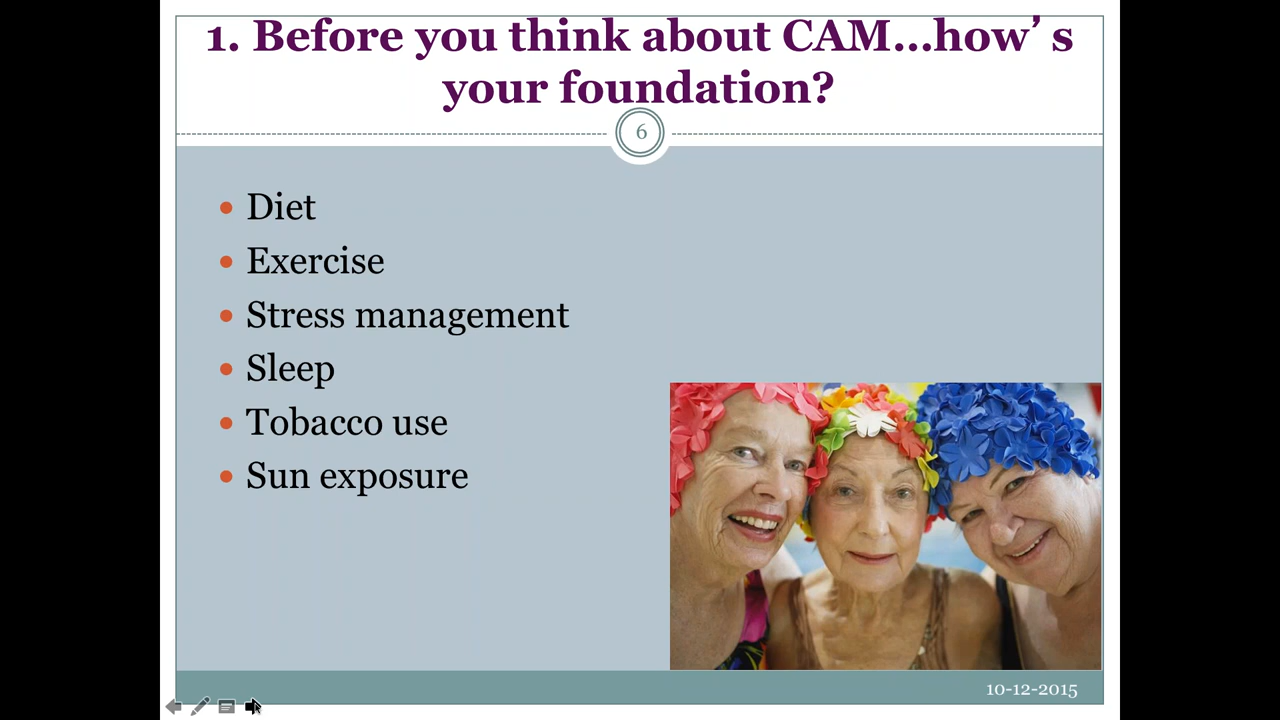 1. Before you think about CAM…how’ s
your foundation?
6
• Diet
• Exercise
• Stress management
• Sleep
• Tobacco use
• Sun exposure
10-12-2015